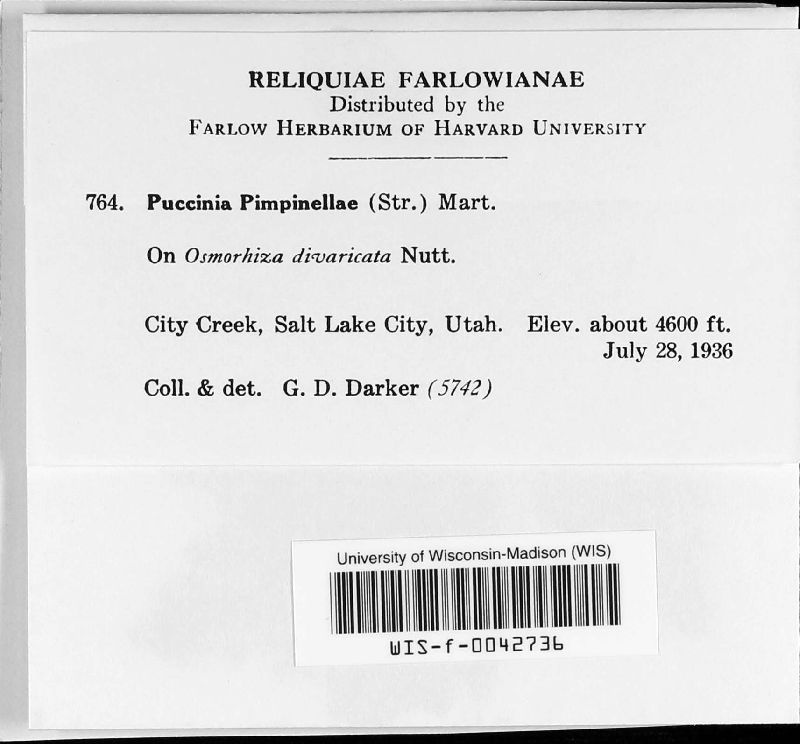 RELIQUIAE FARLOWIANAE
Distributed by the
FARLOW HERBARIUM OF HARVARD UNIVERSITY
764. Puccinia Pimpinellae (Str.) Mart.
On Osmorhiza divaricata Nutt.
City Creek, Salt Lake City, Utah. Elev. about 4600 ft.
July 28, 1936
Coll. & det. G. D. Darker (5742)
University of Wisconsin-Madison (WIS)
WIS-f-0042736